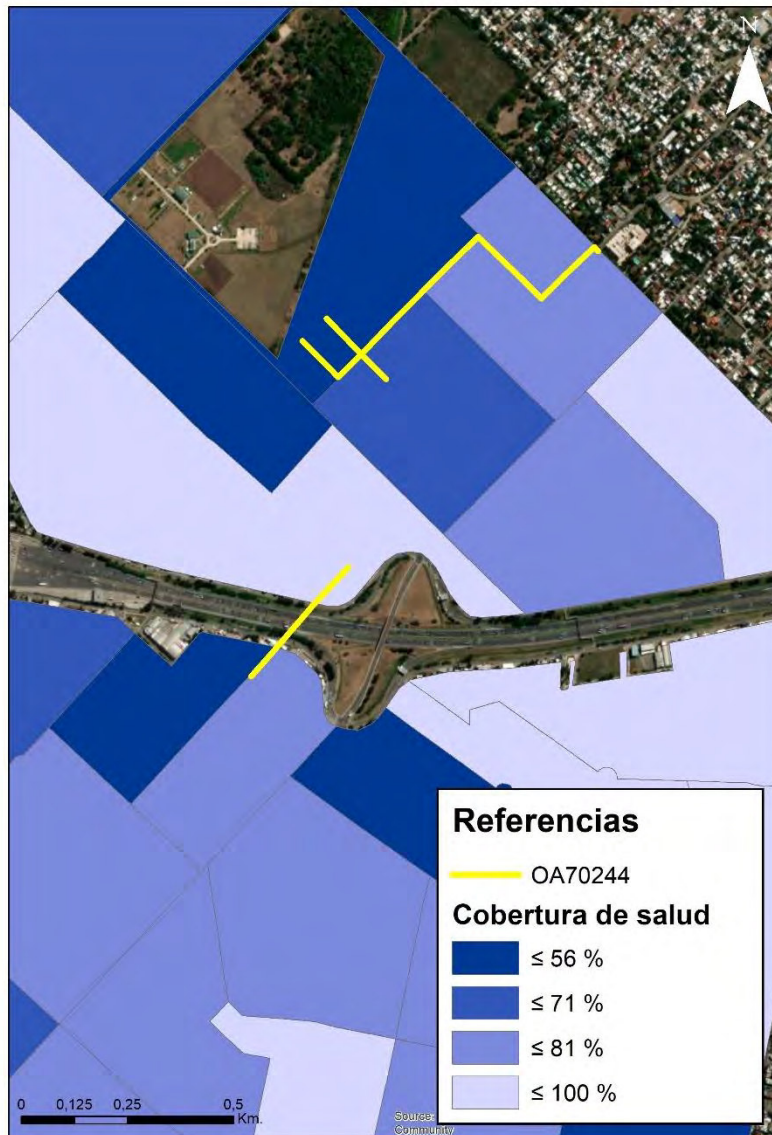 N
Referencias
OA70244
Cobertura de salud
≤ 56 %
≤ 71 %
≤ 81 %
≤ 100 %
0 0,125 0,25 0,5
Km.
Source:
Community